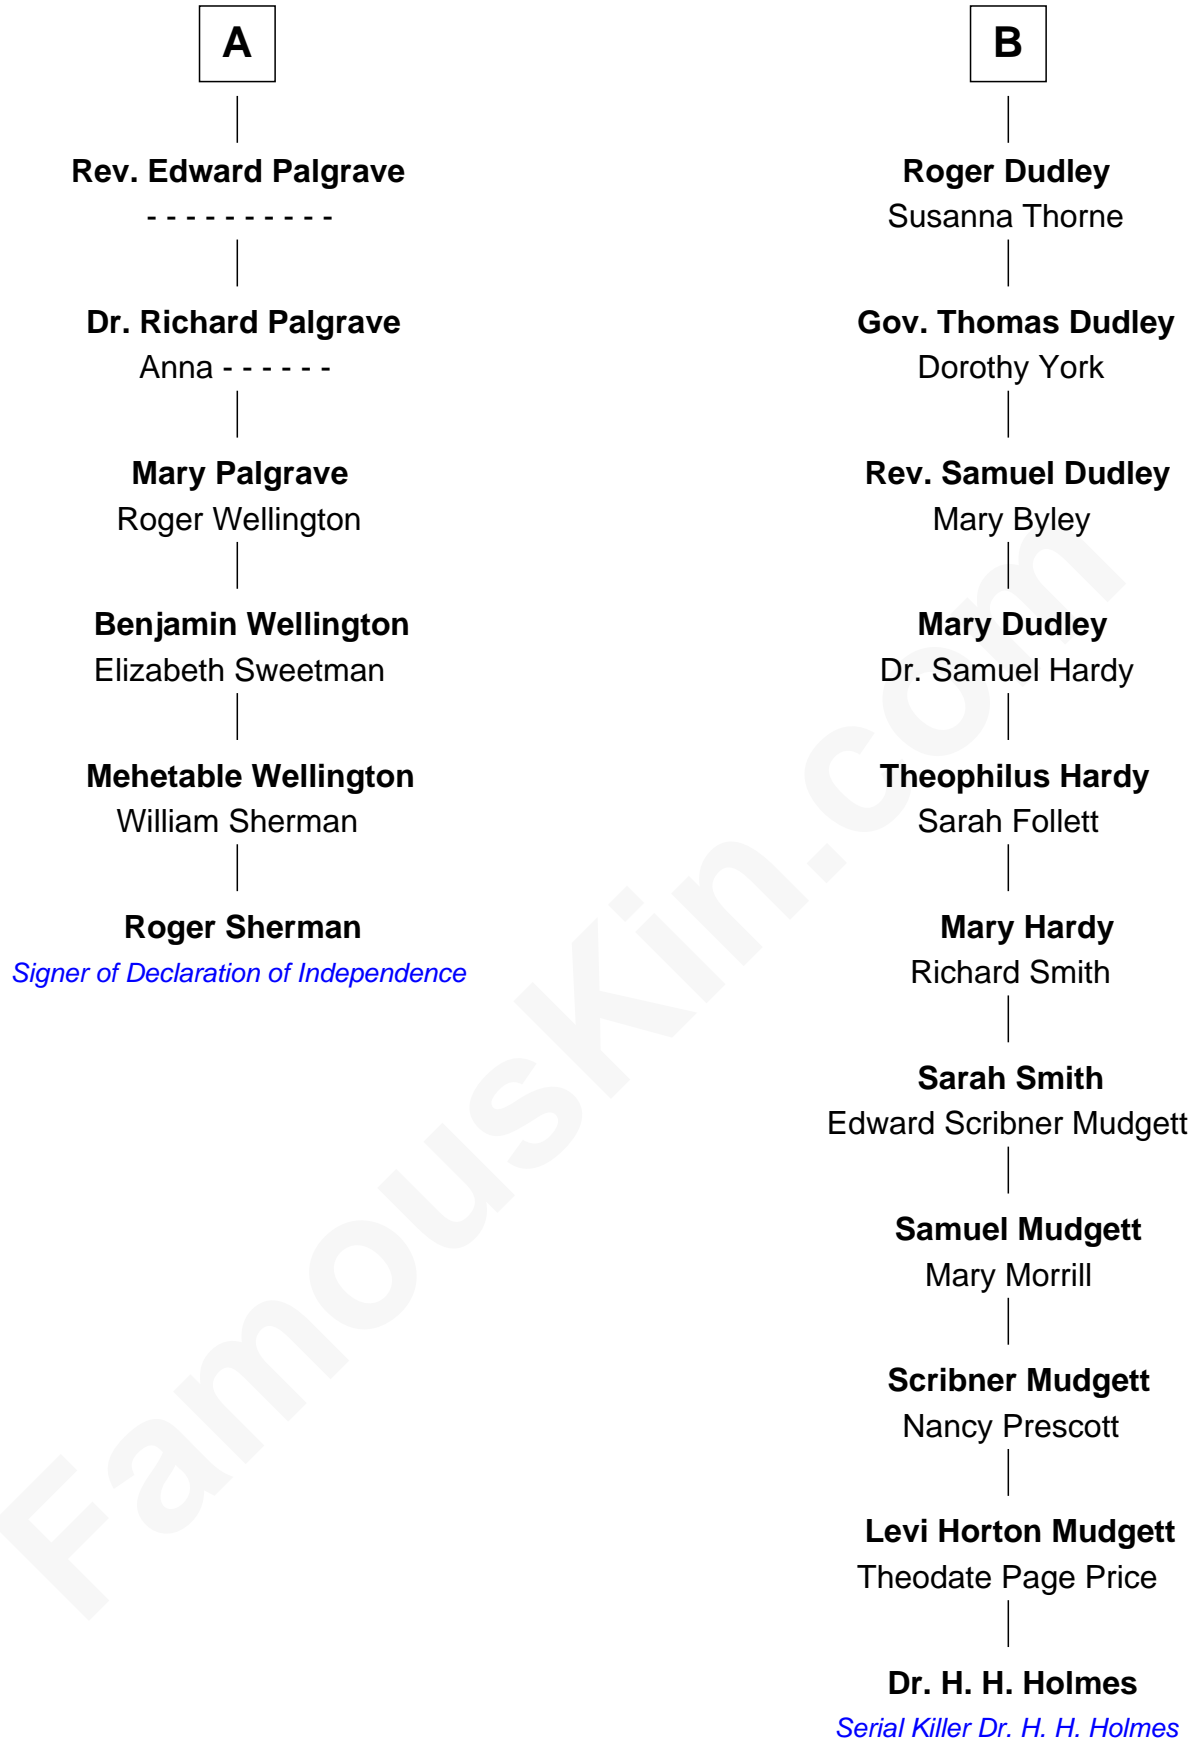 A
Rev. Edward Palgrave
- - - - - - - - - -
Dr. Richard Palgrave
Anna - - - - - -
Mary Palgrave
Roger Wellington
Benjamin Wellington
Elizabeth Sweetman
Mehetable Wellington
William Sherman
Roger Sherman
Signer of Declaration of Independence
B
Roger Dudley
Susanna Thorne
Gov. Thomas Dudley
Dorothy York
Rev. Samuel Dudley
Mary Byley
Mary Dudley
Dr. Samuel Hardy
Theophilus Hardy
Sarah Follett
Mary Hardy
Richard Smith
Sarah Smith
Edward Scribner Mudgett
Samuel Mudgett
Mary Morrill
Scribner Mudgett
Nancy Prescott
Levi Horton Mudgett
Theodate Page Price
Dr. H. H. Holmes
Serial Killer Dr. H. H. Holmes
FamousKin.com